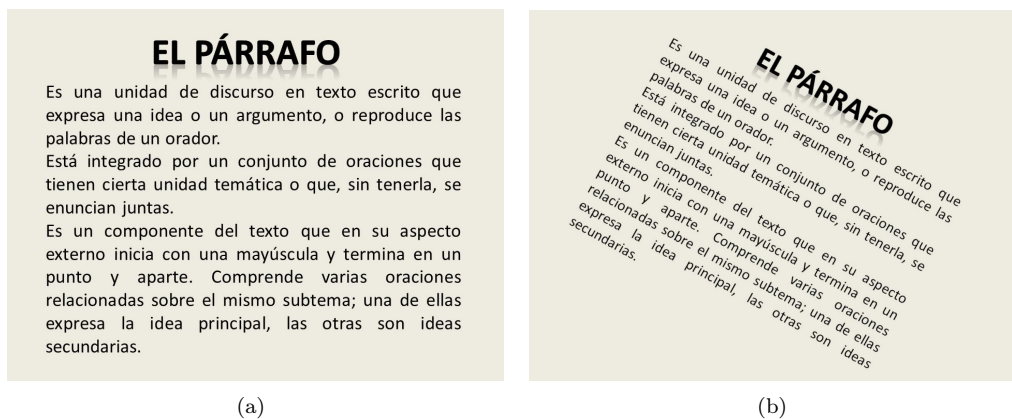 EL PÁRRAFO
Es una unidad de discurso en texto escrito que
expresa una idea o un argumento, o reproduce las
palabras de un orador.
Está integrado por un conjunto de oraciones que
tienen cierta unidad temática o que, sin tenerla, se
enuncian juntas.
Es un componente del texto que en su aspecto
externo inicia con una mayúscula y termina en un
punto y aparte. Comprende varias oraciones
relacionadas sobre el mismo subtema; una de ellas
expresa la idea principal, las otras son ideas
secundarias.
(a)
EL PÁRRAFO
Es una unidad de discurso en texto escrito que
expresa una idea o un argumento, o reproduce las
palabras de un orador.
Está integrado por un conjunto de oraciones que
tienen cierta unidad temática o que, sin tenerla, se
enuncian juntas.
Es un componente del texto que en su aspecto
externo inicia con una mayúscula y termina en un
punto y aparte. Comprende varias oraciones
relacionadas sobre el mismo subtema; una de ellas
expresa la idea principal, las otras son ideas
secundarias.
(b)